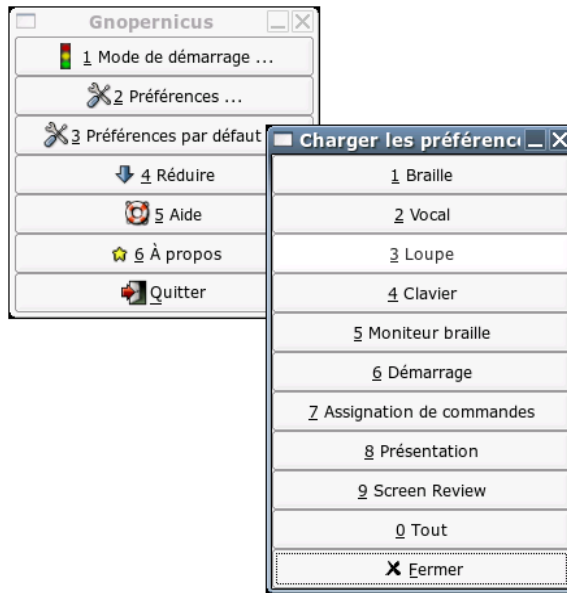 Gnopernicus
1 Mode de démarrage ...
2 Préférences ...
3 Préférences par défaut
4 Réduire
5 Aide
6 À propos
Quitter
Charger les préférenc
1 Braille
2 Vocal
3 Loupe
4 Clavier
5 Moniteur braille
6 Démarrage
7 Assignation de commandes
8 Présentation
9 Screen Review
0 Tout
Fermer